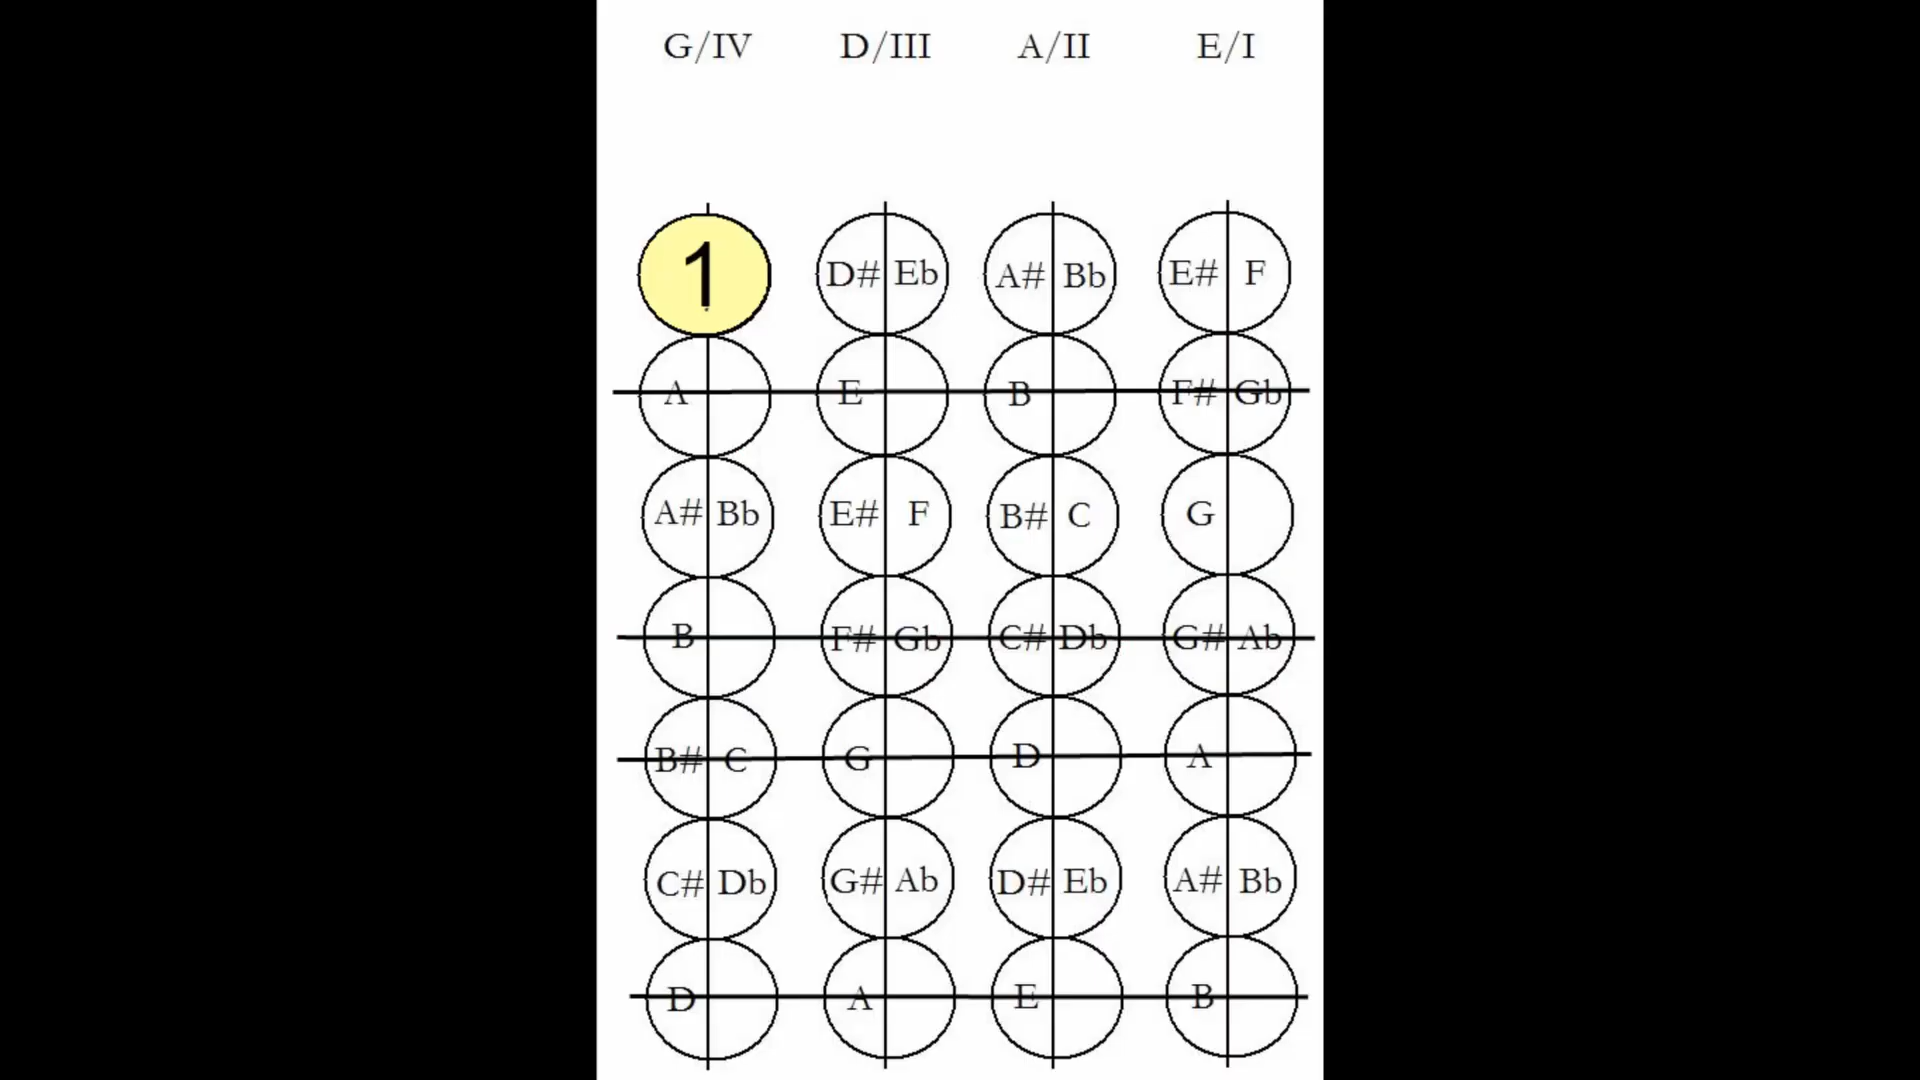 G/IV D/III A/II E/I
1 D# Eb A# Bb E# F
A E B F# Gb
A# Bb E# F B# C G
B F# Gb C# Db G# Ab
B# C G D A
C# Db G# Ab D# Eb A# Bb
D A E B